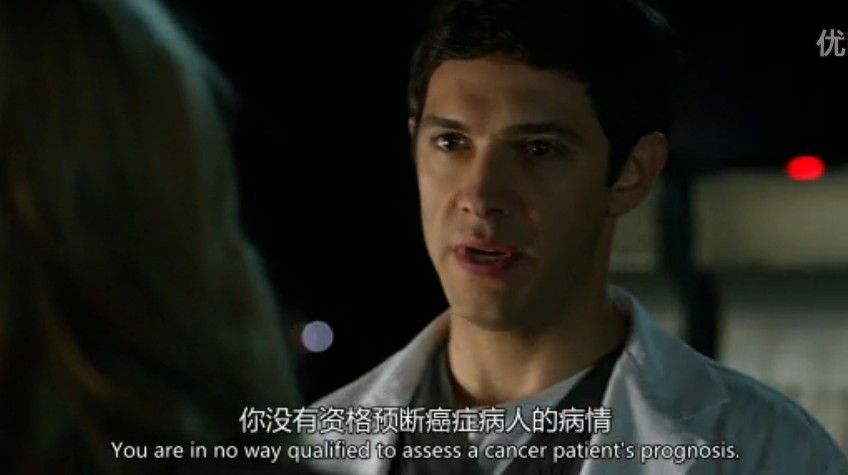 优
你没有资格预断癌症病人的病情
You are in no way qualified to assess a cancer patient's prognosis.